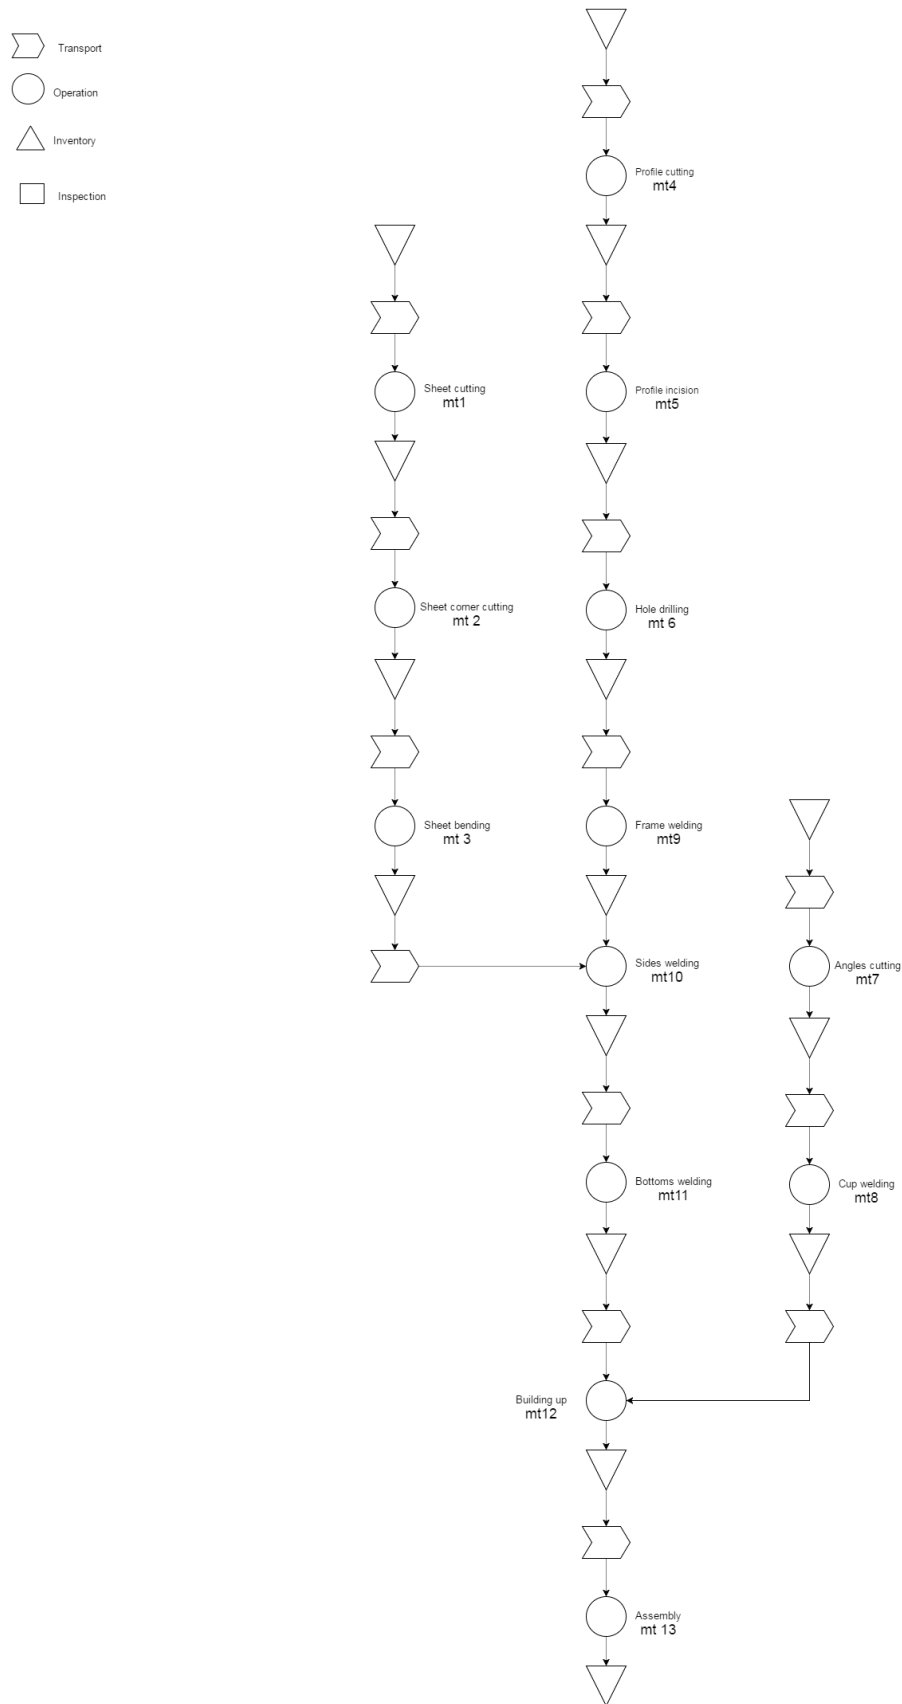 Transport
Operation
Inventory
Inspection
Profile cutting
mt4
Sheet cutting
mt1
Profile incision
mt5
Sheet corner cutting
mt 2
Hole drilling
mt 6
Sheet bending
mt 3
Frame welding
mt9
Sides welding
mt10
Angles cutting
mt7
Bottoms welding
mt11
Cup welding
mt8
Building up
mt12
Assembly
mt 13